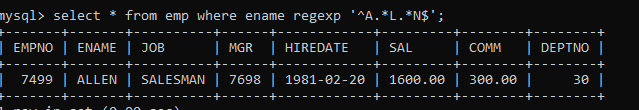 mysql> select * from emp where ename regexp '^A.*L.*N$';
+-------+-------+----------+------+------------+---------+--------+--------+
| EMPNO | ENAME | JOB | MGR | HIREDATE | SAL | COMM | DEPTNO |
+-------+-------+----------+------+------------+---------+--------+--------+
| 7499 | ALLEN | SALESMAN | 7698 | 1981-02-20 | 1600.00 | 300.00 | 30 |
+-------+-------+----------+------+------------+---------+--------+--------+
1 row in set (0.00 sec)